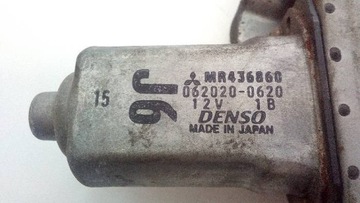 15
J6
MR436860
062020-0620
12V 1B
DENSO
MADE IN JAPAN